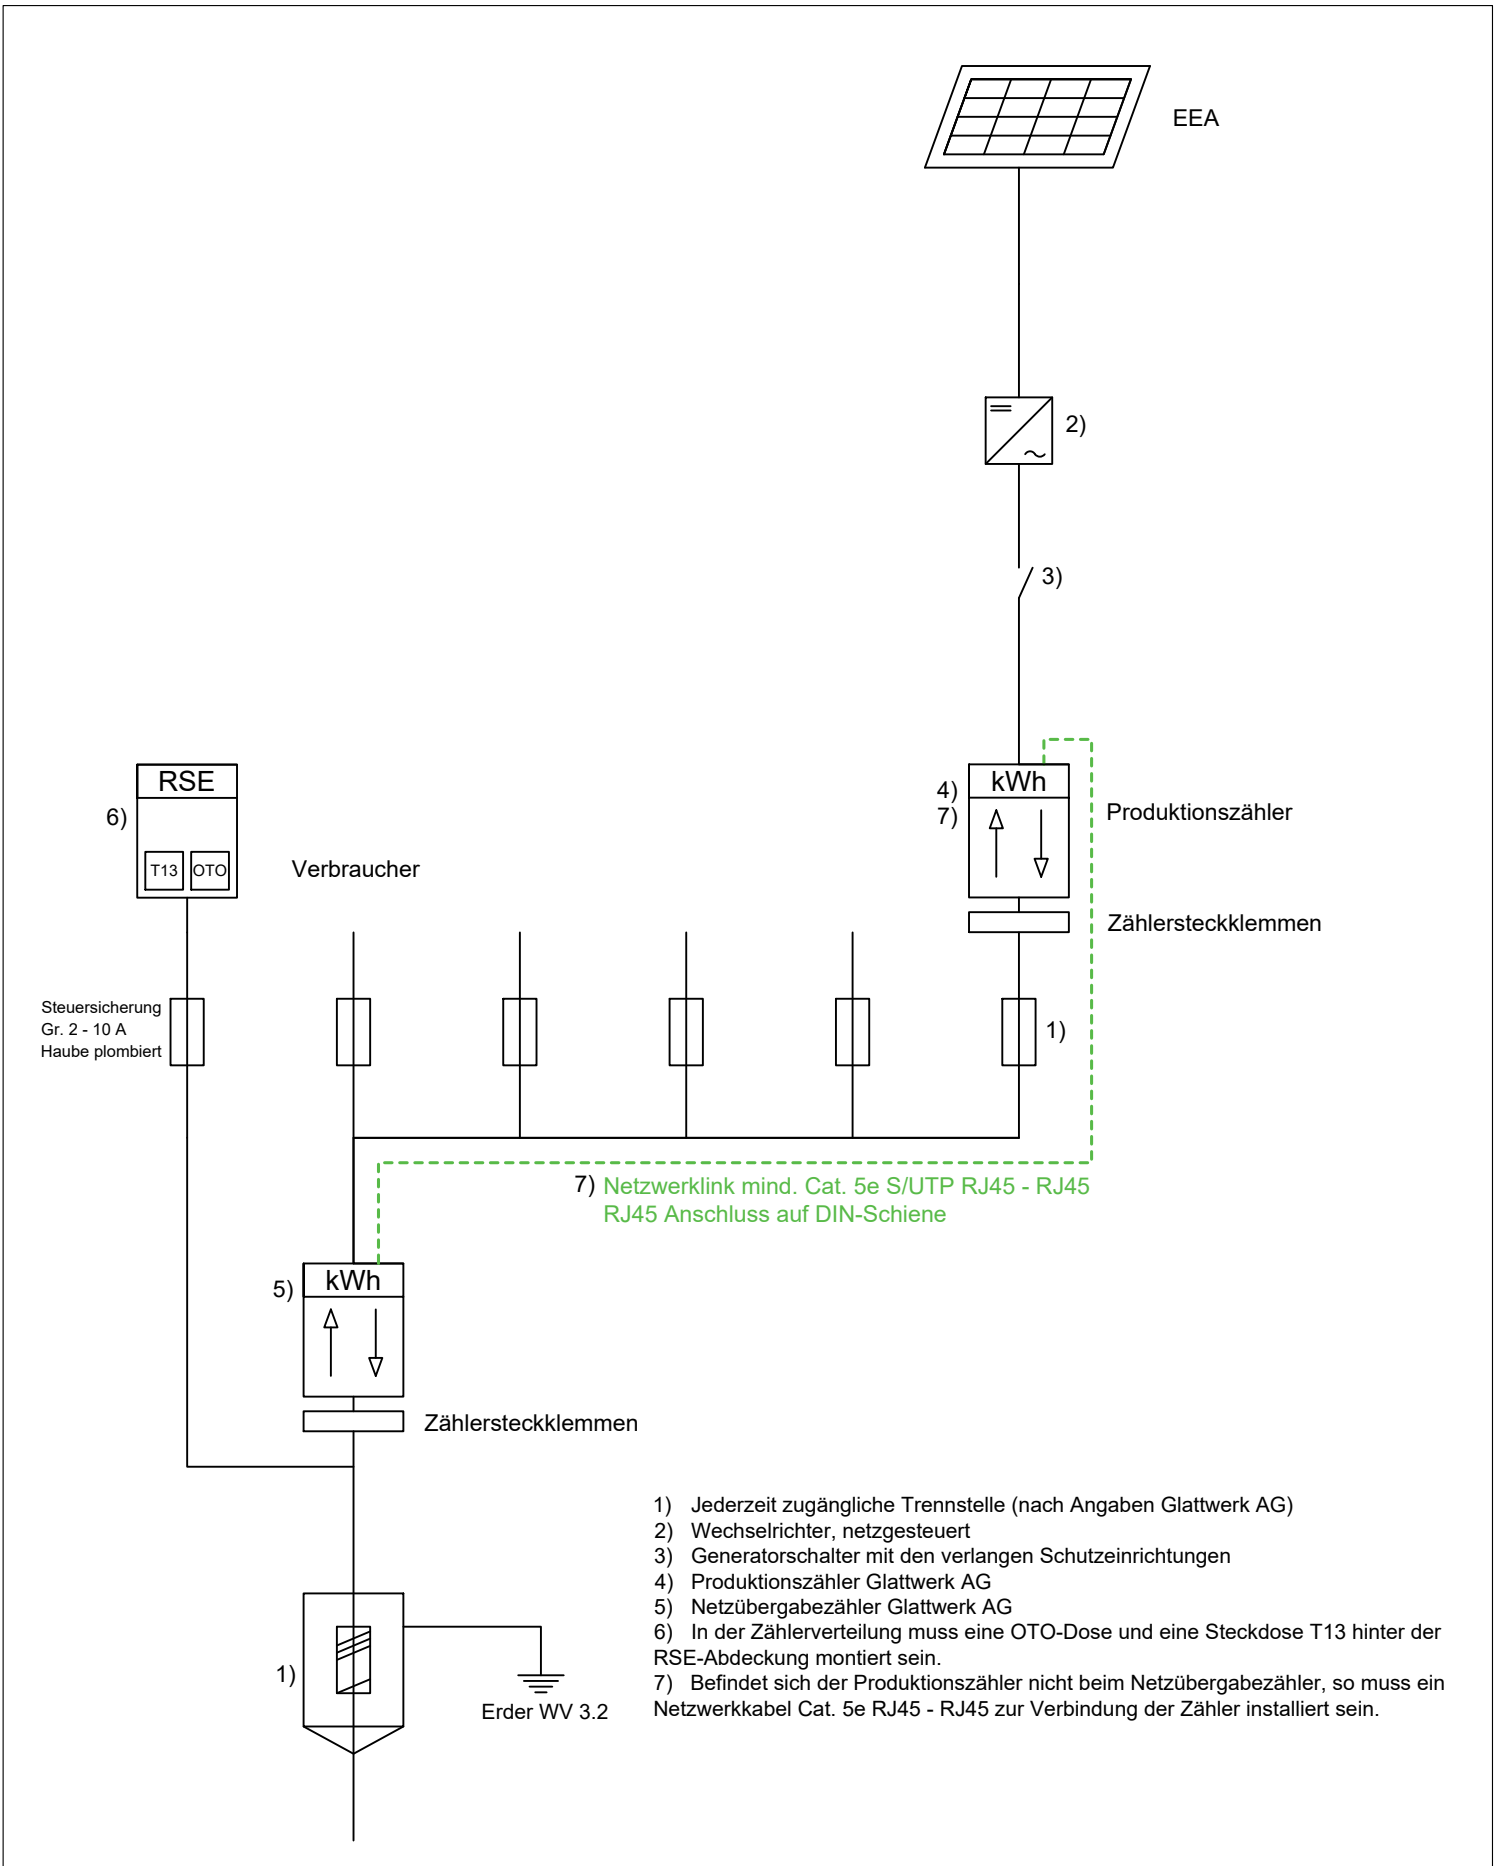 EEA
2)
3)
RSE
6)
T13 OTO
kWh
4)
7)
Produktionszähler
Verbraucher
Zählersteckklemmen
Steuersicherung
Gr. 2 - 10 A
Haube plombiert
1)
7) Netzwerklink mind. Cat. 5e S/UTP RJ45 - RJ45
RJ45 Anschluss auf DIN-Schiene
kWh
5)
Zählersteckklemmen
1)
Erder WV 3.2
1) Jederzeit zugängliche Trennstelle (nach Angaben Glattwerk AG)
2) Wechselrichter, netzgesteuert
3) Generatorschalter mit den verlangen Schutzeinrichtungen
4) Produktionszähler Glattwerk AG
5) Netzübergabezähler Glattwerk AG
6) In der Zählerverteilung muss eine OTO-Dose und eine Steckdose T13 hinter der
RSE-Abdeckung montiert sein.
7) Befindet sich der Produktionszähler nicht beim Netzübergabezähler, so muss ein
Netzwerkkabel Cat. 5e RJ45 - RJ45 zur Verbindung der Zähler installiert sein.